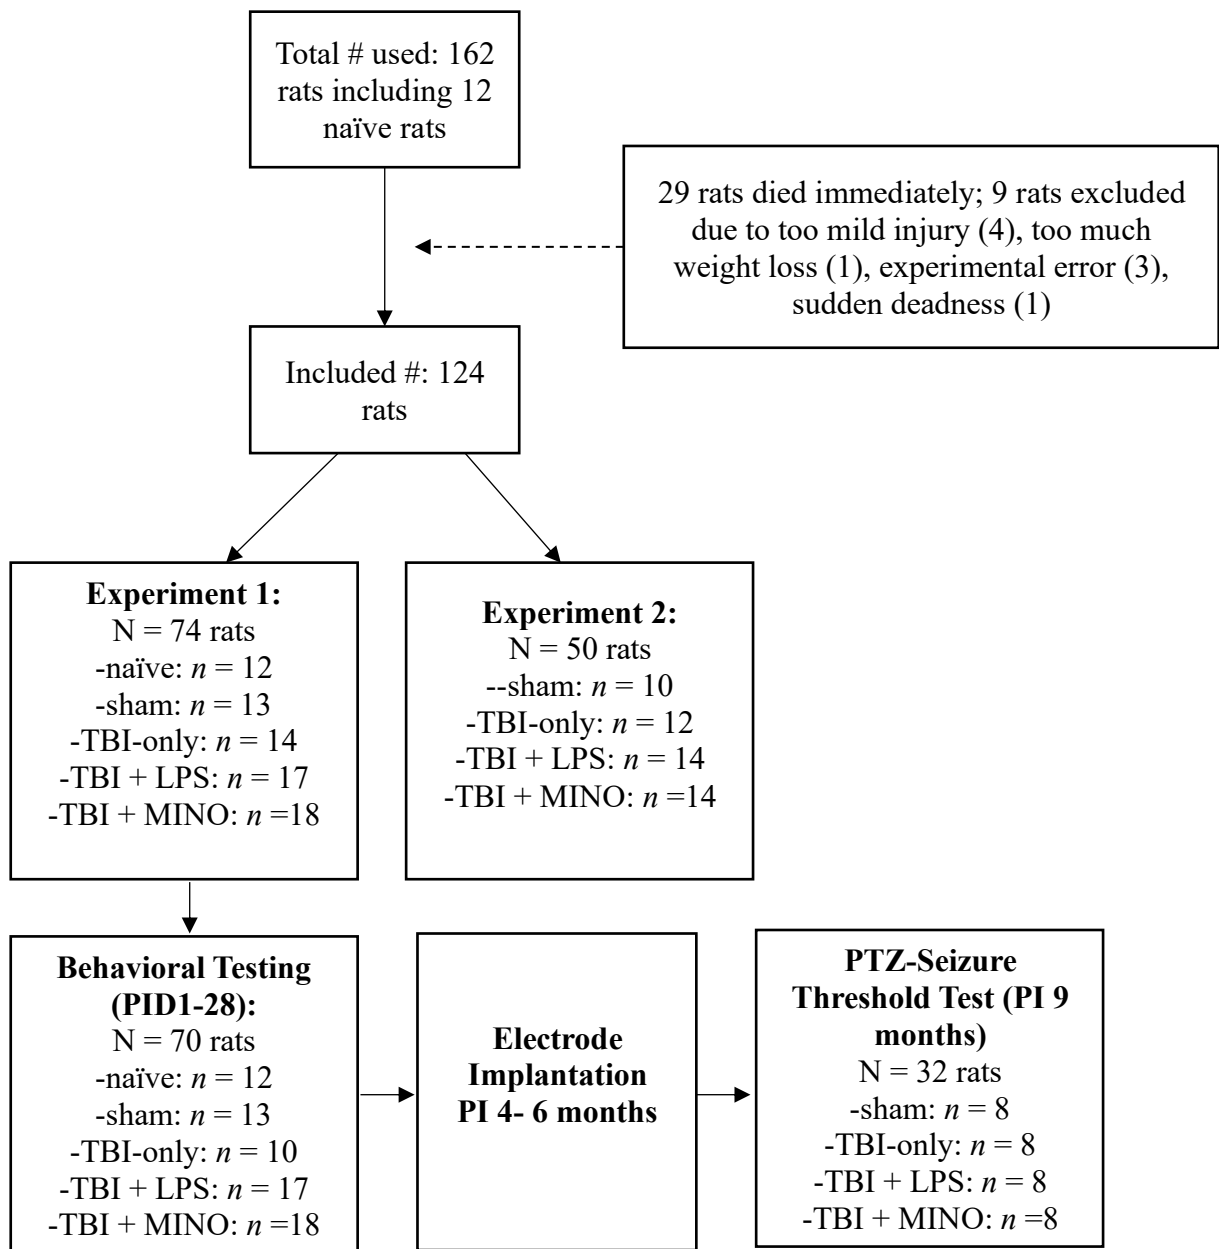 Total # used: 162
rats including 12
naïve rats
29 rats died immediately; 9 rats excluded
due to too mild injury (4), too much
weight loss (1), experimental error (3),
sudden deadness (1)
Included #: 124
rats
Experiment 1:
N = 74 rats
-naïve: n = 12
-sham: n = 13
-TBI-only: n = 14
-TBI + LPS: n = 17
-TBI + MINO: n =18
Experiment 2:
N = 50 rats
--sham: n = 10
-TBI-only: n = 12
-TBI + LPS: n = 14
-TBI + MINO: n =14
Behavioral Testing
(PID1-28):
N = 70 rats
-naïve: n = 12
-sham: n = 13
-TBI-only: n = 10
-TBI + LPS: n = 17
-TBI + MINO: n =18
Electrode
Implantation
PI 4- 6 months
PTZ-Seizure
Threshold Test (PI 9
months)
N = 32 rats
-sham: n = 8
-TBI-only: n = 8
-TBI + LPS: n = 8
-TBI + MINO: n =8